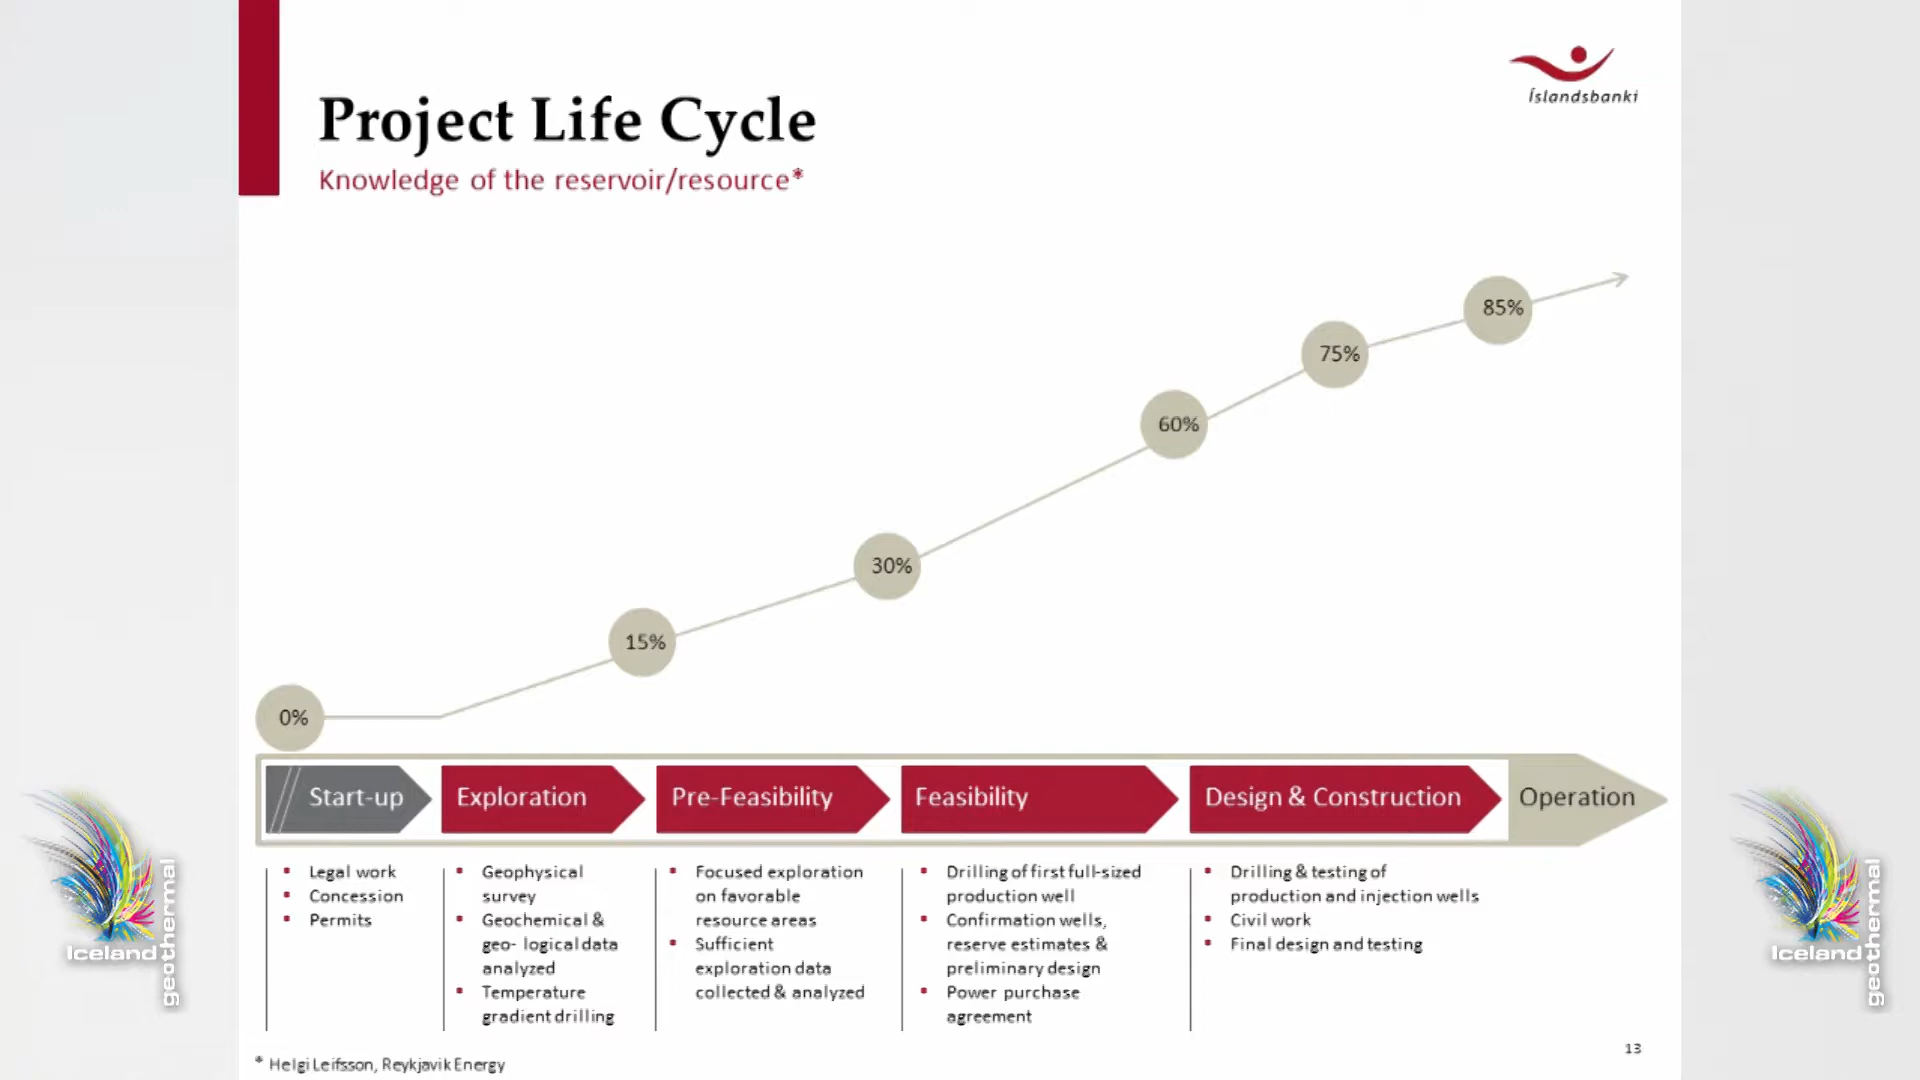 Íslandsbanki
Project Life Cycle
Knowledge of the reservoir/resource*
85%
75%
60%
30%
15%
0%
Start-up
Exploration
Pre-Feasibility
Feasibility
Design & Construction
Operation
Legal work
Concession
Permits
Geophysical
survey
Geochemical &
geo- logical data
analyzed
Temperature
gradient drilling
Focused exploration
on favorable
resource areas
Sufficient
exploration data
collected & analyzed
Drilling of first full-sized
production well
Confirmation wells,
reserve estimates &
preliminary design
Power purchase
agreement
Drilling & testing of
production and injection wells
Civil work
Final design and testing
* Helgi Leifsson, Reykjavik Energy
13
Iceland
geothermal
Iceland
geothermal